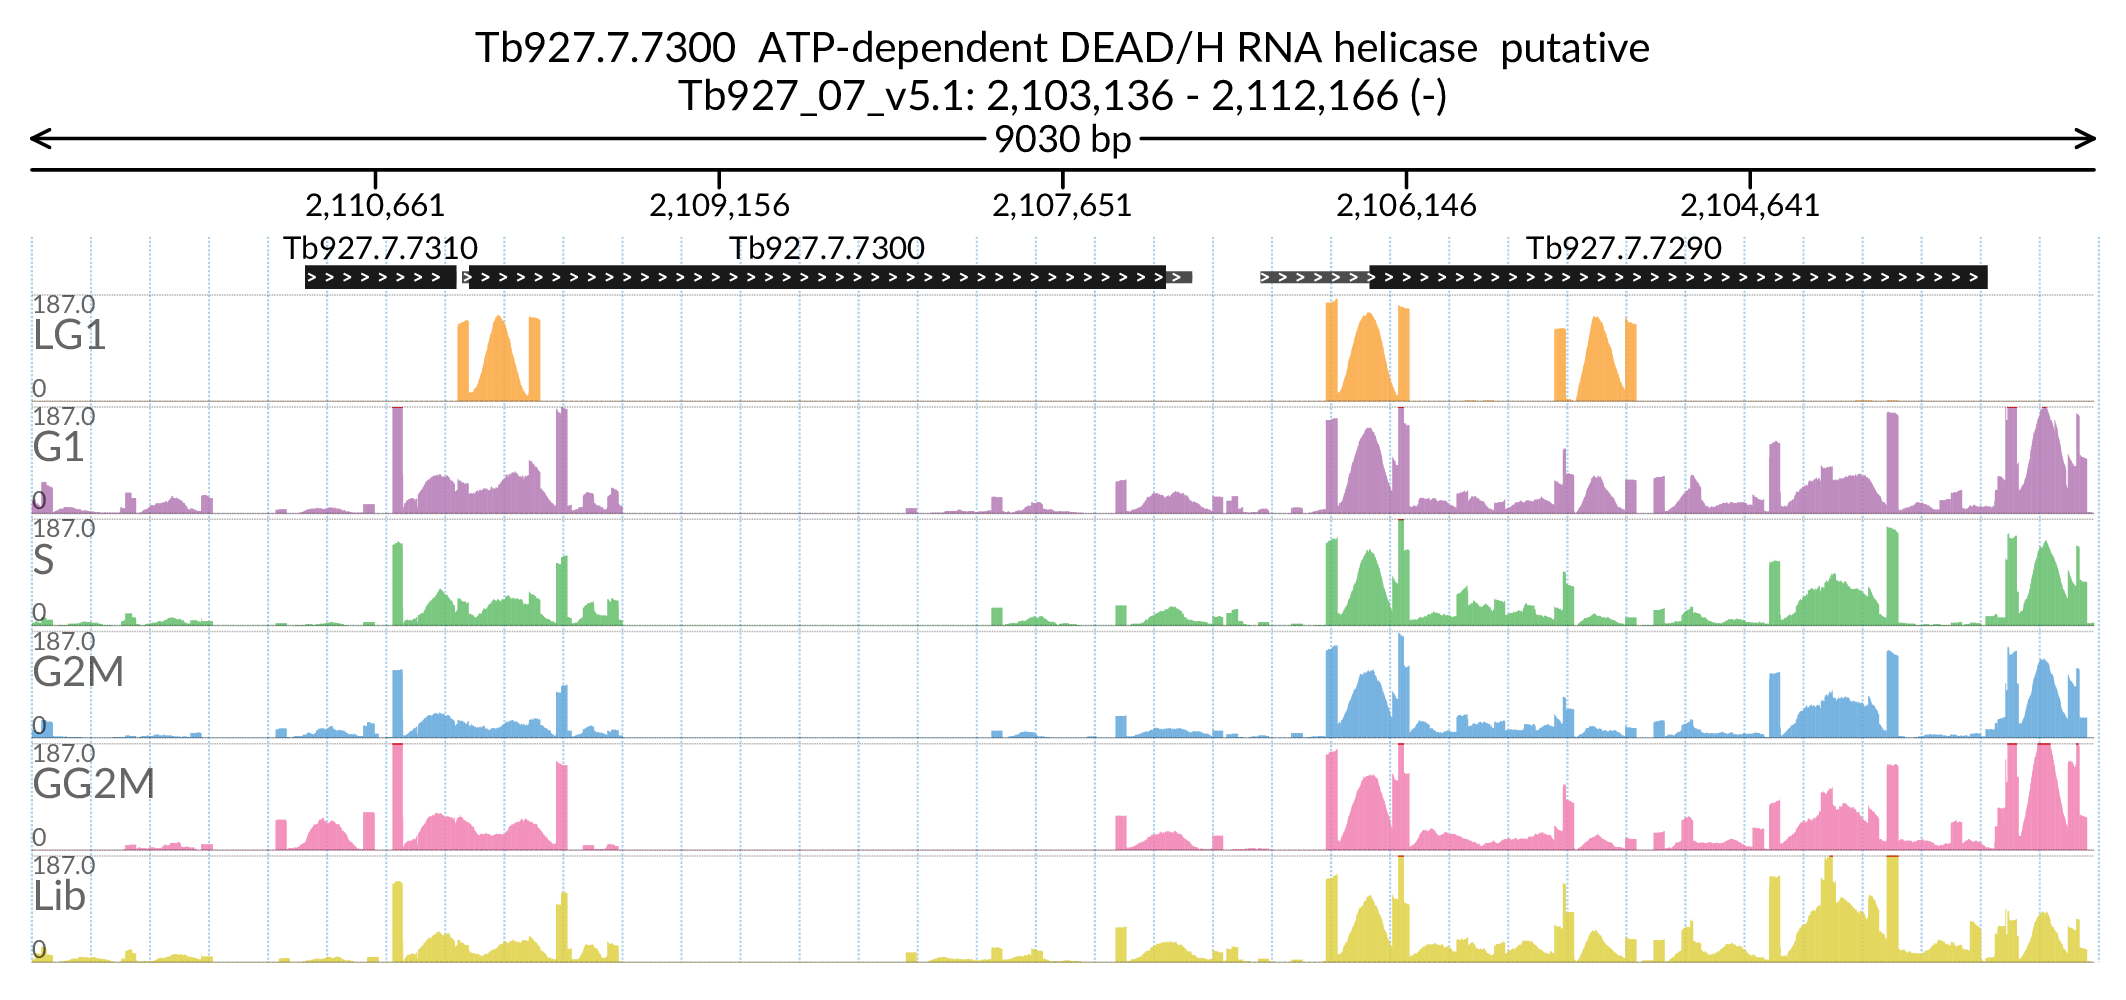 Tb927.7.7300 ATP-dependent DEAD/H RNA helicase putative
Tb927_07_v5.1: 2,103,136 - 2,112,166 (-)
9030 bp
2,110,661 2,109,156 2,107,651 2,106,146 2,104,641
Tb927.7.7310 Tb927.7.7300 Tb927.7.7290
187.0
LG1
0
187.0
G1
0
187.0
S
0
187.0
G2M
0
187.0
GG2M
0
187.0
Lib
0